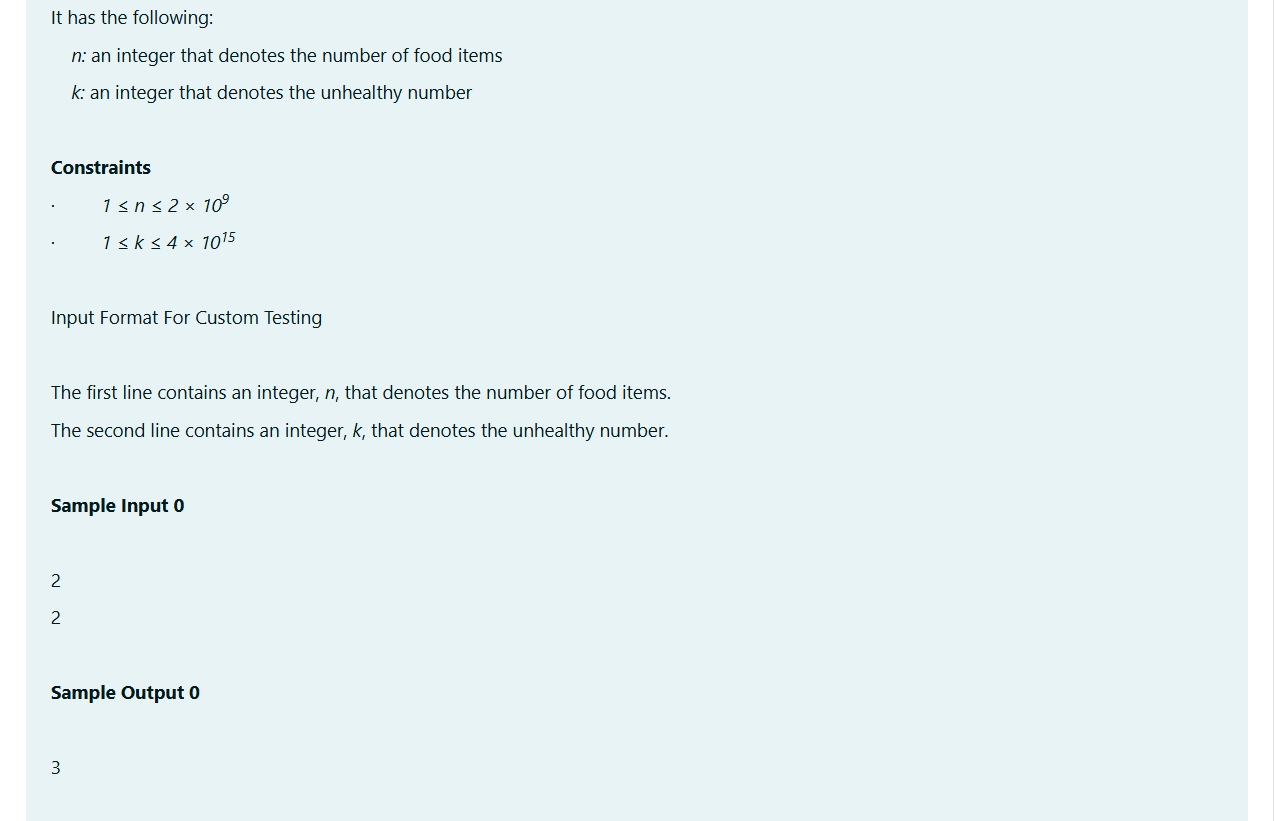 It has the following:
n: an integer that denotes the number of food items
k: an integer that denotes the unhealthy number
Constraints
· 1 ≤ n ≤ 2 × 10⁹
· 1 ≤ k ≤ 4 × 10¹⁵
Input Format For Custom Testing
The first line contains an integer, n, that denotes the number of food items.
The second line contains an integer, k, that denotes the unhealthy number.
Sample Input 0
2
2
Sample Output 0
3